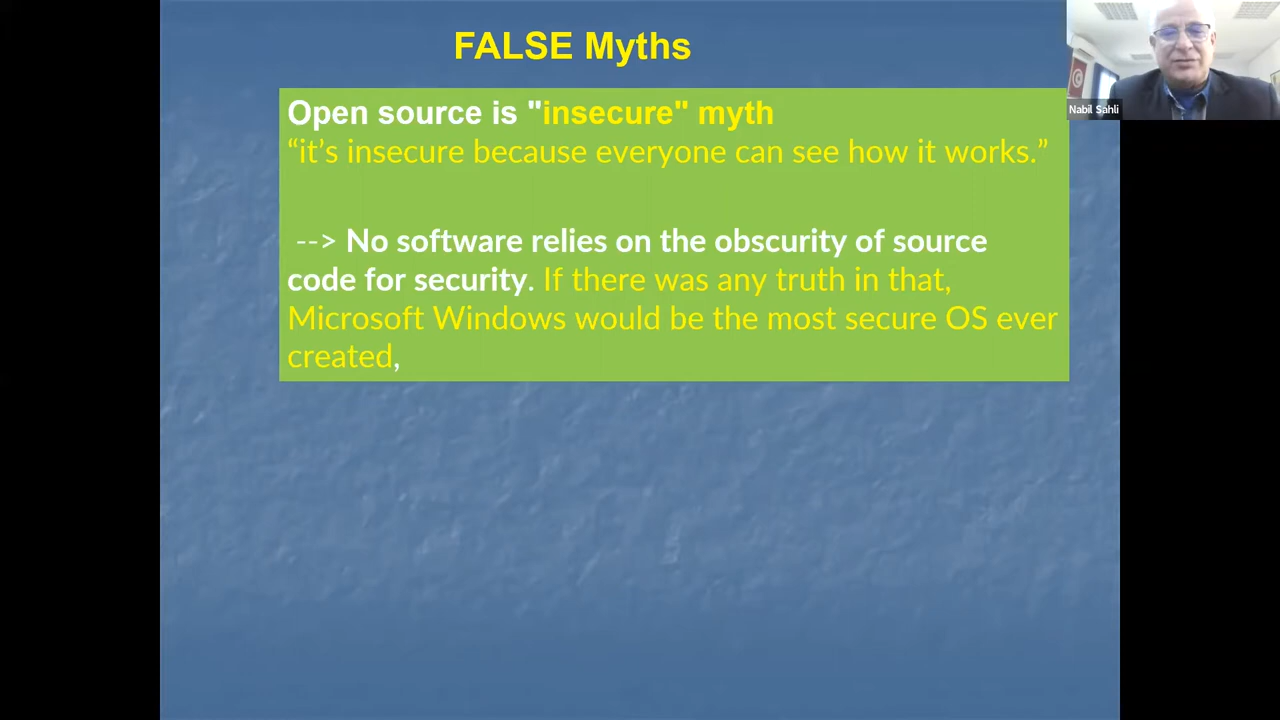 FALSE Myths
Nabil Sahli
Open source is "insecure" myth
“it’s insecure because everyone can see how it works.”
--> No software relies on the obscurity of source
code for security. If there was any truth in that,
Microsoft Windows would be the most secure OS ever
created,